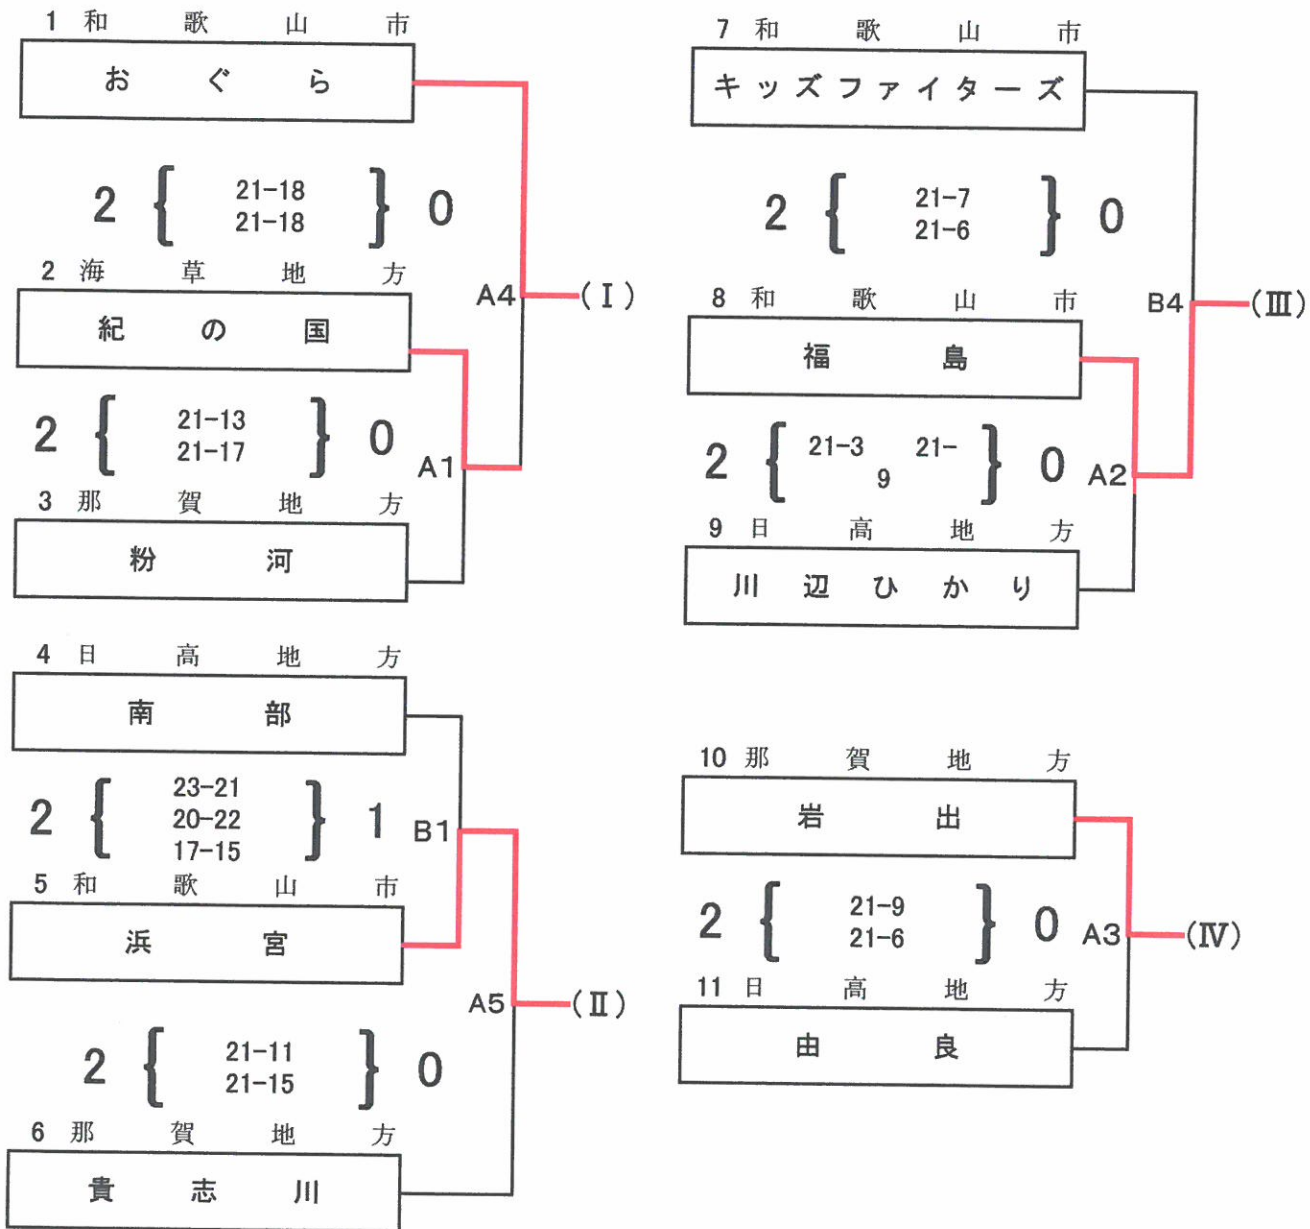 1 和歌山市
おぐら
2 { 21-18 } 0
21-18
2 海草地方
A4 (Ⅰ)
紀の国
2 { 21-13 } 0
21-17
A1
3 那賀地方
粉河
4 日高地方
南部
2 { 23-21 } 1
20-22
17-15
B1
5 和歌山市
浜宮
A5 (Ⅱ)
2 { 21-11 } 0
21-15
6 那賀地方
貴志川
7 和歌山市
キッズファイターズ
2 { 21-7 } 0
21-6
8 和歌山市
B4 (Ⅲ)
福島
2 { 21-3 21- } 0
9
A2
9 日高地方
川辺ひかり
10 那賀地方
岩出
2 { 21-9 } 0
21-6
A3 (Ⅳ)
11 日高地方
由良